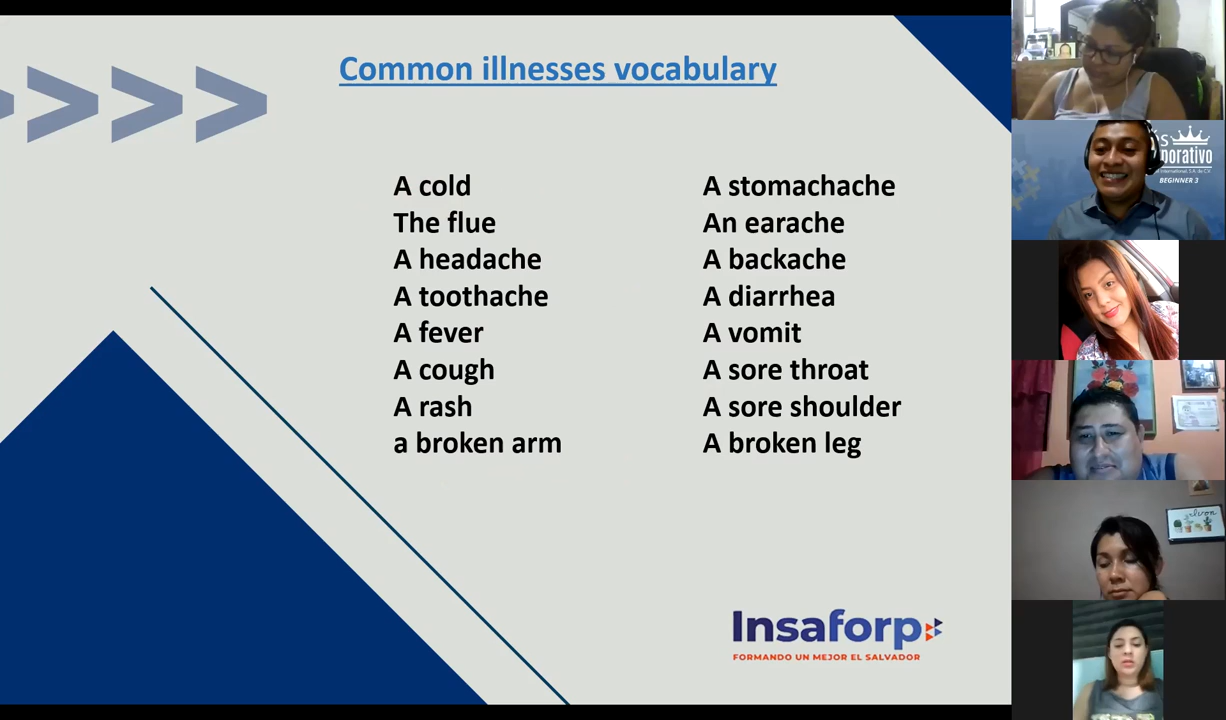 Common illnesses vocabulary
A cold
The flue
A headache
A toothache
A fever
A cough
A rash
a broken arm
A stomachache
An earache
A backache
A diarrhea
A vomit
A sore throat
A sore shoulder
A broken leg
Insaforp
FORMANDO UN MEJOR EL SALVADOR
BEGINNER 3